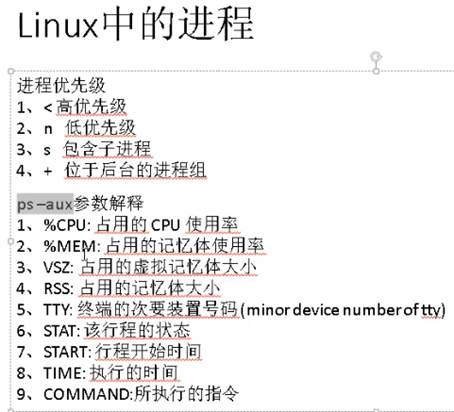 Linux中的进程
进程优先级
1、< 高优先级
2、n 低优先级
3、s 包含子进程
4、+ 位于后台的进程组
ps –aux参数解释
1、%CPU: 占用的 CPU 使用率
2、%MEM: 占用的记忆体使用率
3、VSZ: 占用的虚拟记忆体大小
4、RSS: 占用的记忆体大小
5、TTY: 终端的次要装置号码 (minor device number of tty)
6、STAT: 该行程的状态
7、START: 行程开始时间
8、TIME: 执行的时间
9、COMMAND:所执行的指令